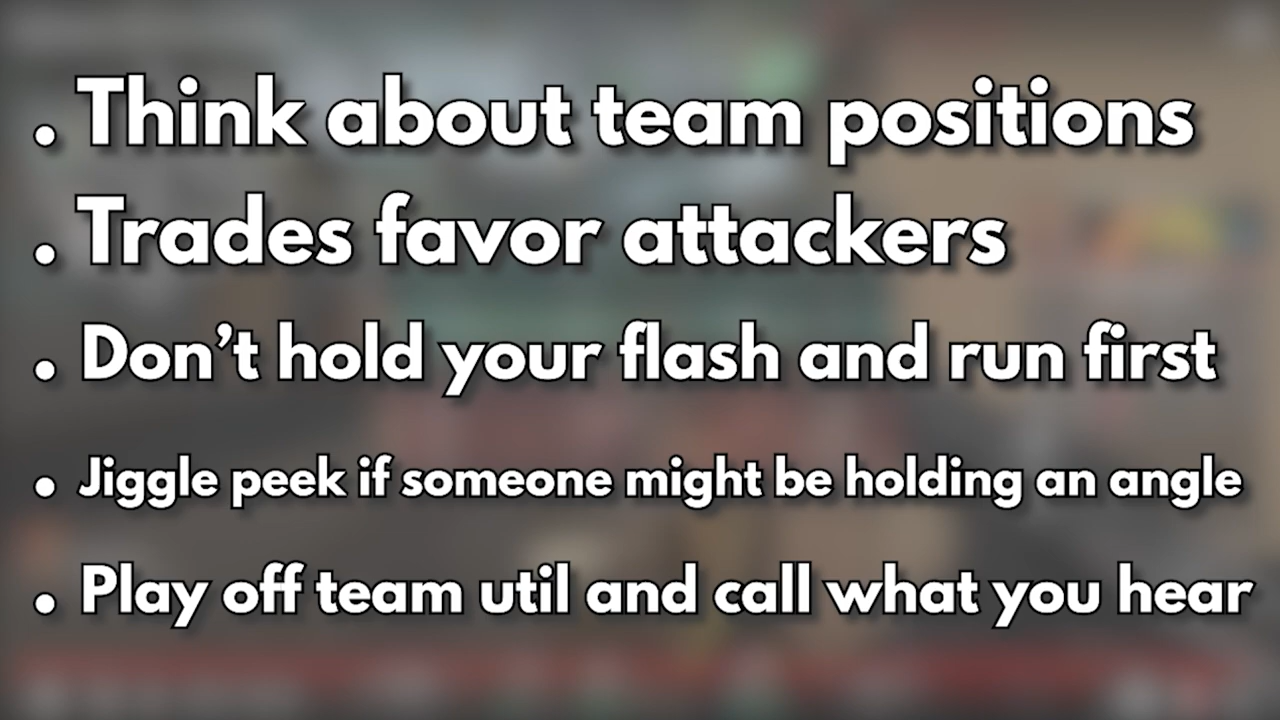 . Think about team positions
. Trades favor attackers
. Don’t hold your flash and run first
. Jiggle peek if someone might be holding an angle
. Play off team util and call what you hear